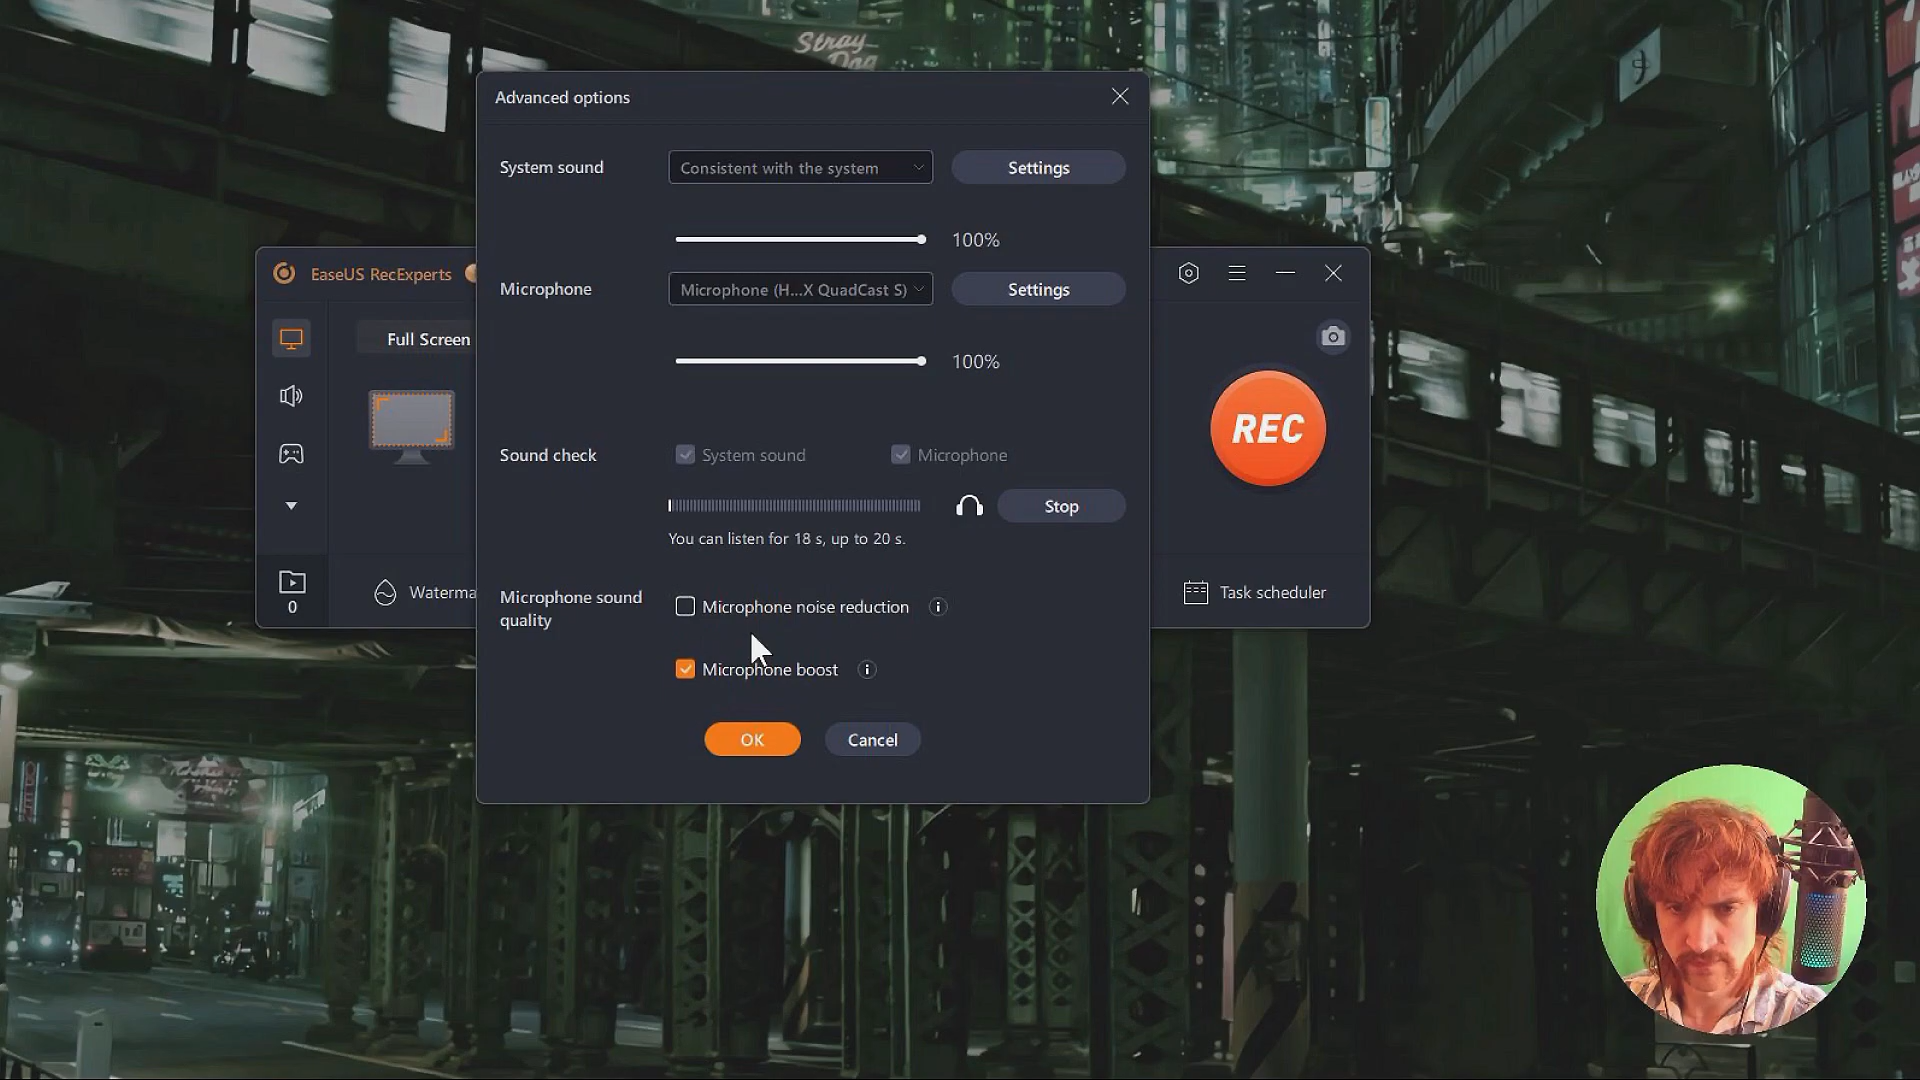 Stray
Dog
Advanced options
System sound
Consistent with the system
Settings
100%
EaseUS RecExperts
Microphone
Microphone (H...X QuadCast S)
Settings
Full Screen
100%
REC
Sound check
System sound
Microphone
Stop
You can listen for 18 s, up to 20 s.
Microphone sound
quality
Microphone noise reduction
0
Waterma
Task scheduler
Microphone boost
OK
Cancel